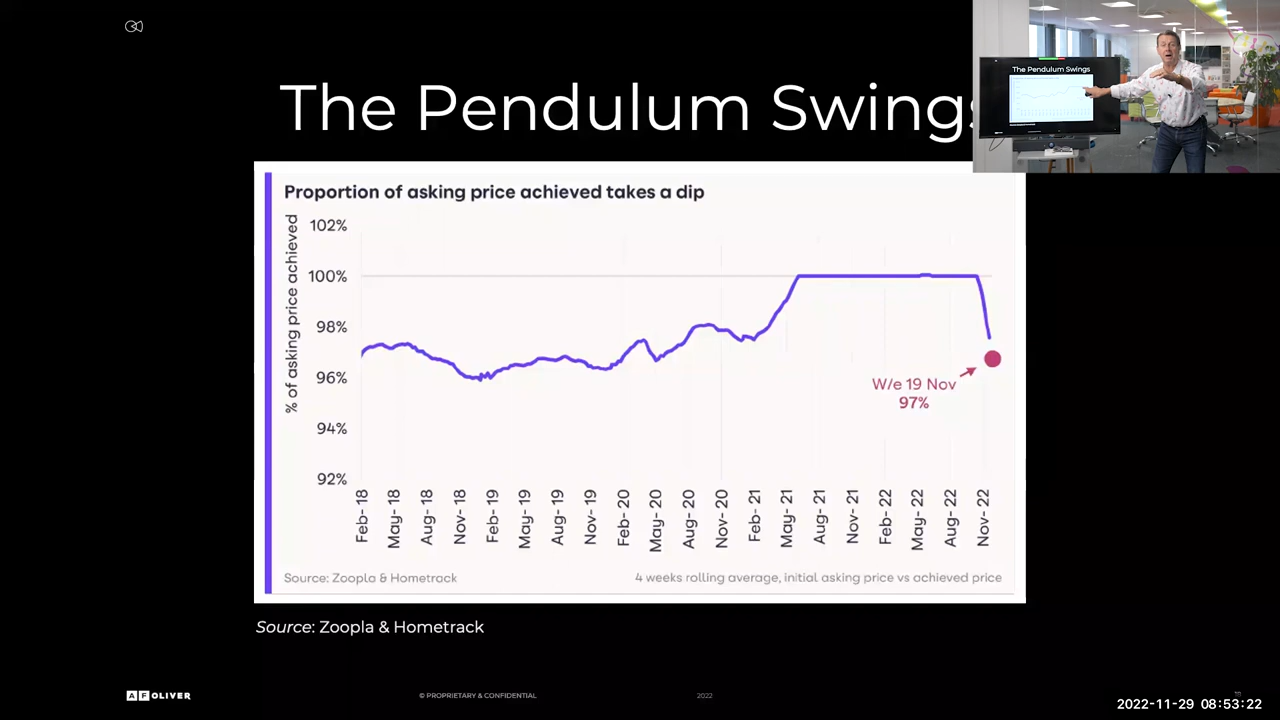 The Pendulum Swings
The Pendulum Swings
Proportion of asking price achieved takes a dip
% of asking price achieved
102%
100%
98%
96%
94%
92%
W/e 19 Nov
97%
Feb- 18
May- 18
Aug- 18
Nov- 18
Feb- 19
May- 19
Aug- 19
Nov- 19
Feb- 20
May- 20
Aug- 20
Nov- 20
Feb- 21
May- 21
Aug- 21
Nov- 21
Feb- 22
May- 22
Aug- 22
Nov- 22
Source: Zoopla & Hometrack
4 weeks rolling average, initial asking price vs achieved price
Source: Zoopla & Hometrack
AF OLIVER
© PROPRIETARY & CONFIDENTIAL
2022
2022-11-29 08:53:22